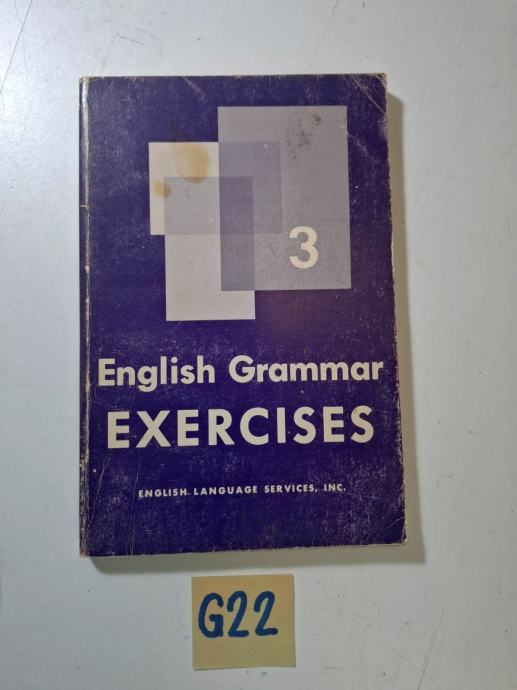 3
English Grammar
EXERCISES
ENGLISH LANGUAGE SERVICES, INC.
G22